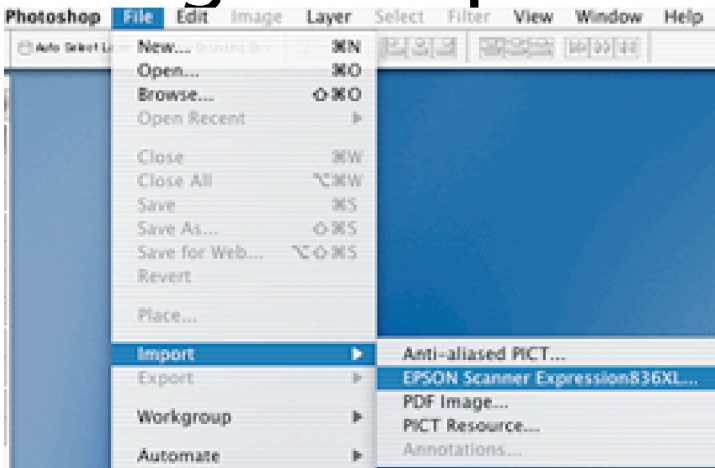 Photoshop File Edit Image Layer Select Filter View Window Help
Auto Select
New... ⌘N
Open... ⌘O
Browse... ⇧⌘O
Open Recent
Close ⌘W
Close All ⌥⌘W
Save ⌘S
Save As... ⇧⌘S
Save for Web... ⌥⇧⌘S
Revert
Place...
Import
Export
Workgroup
Automate
Anti-aliased PICT...
EPSON Scanner Expression836XL...
PDF Image...
PICT Resource...
Annotations...